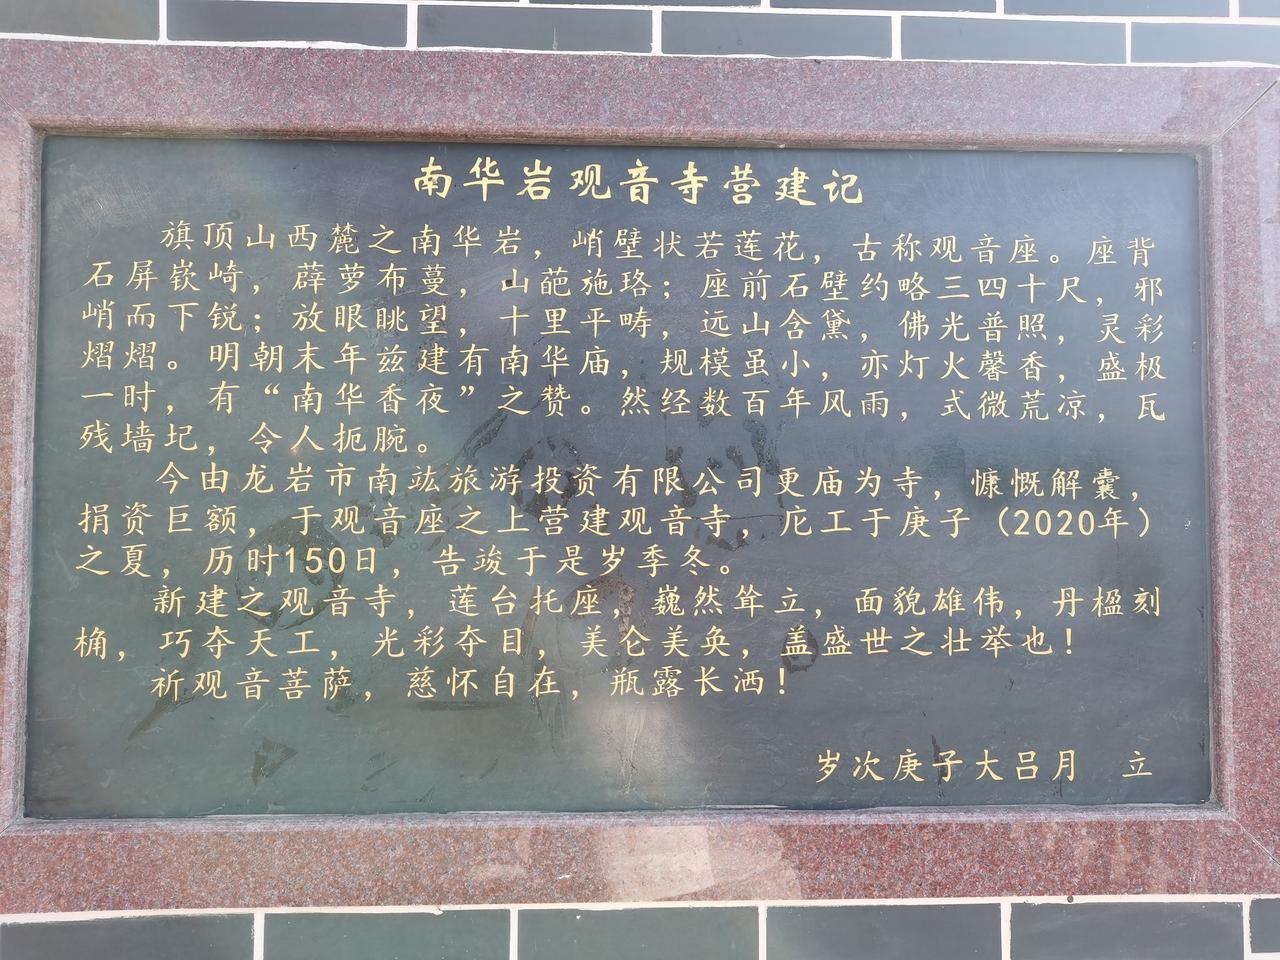 南华岩观音寺营建记
旗顶山西麓之南华岩，峭壁状若莲花，古称观音座。座背
石屏嵚崎，薜萝布蔓，山葩施珞；座前石壁约略三四十尺，邪
峭而下锐；放眼眺望，十里平畴，远山含黛，佛光普照，灵彩
熠熠。明朝末年兹建有南华庙，规模虽小，亦灯火馨香，盛极
一时，有“南华香夜”之赞。然经数百年风雨，式微荒凉，瓦
残墙圮，令人扼腕。
今由龙岩市南竑旅游投资有限公司更庙为寺，慷慨解囊，
捐资巨额，于观音座之上营建观音寺，庀工于庚子（2020年）
之夏，历时150日，告竣于是岁季冬。
新建之观音寺，莲台托座，巍然耸立，面貌雄伟，丹楹刻
桷，巧夺天工，光彩夺目，美仑美奂，盖盛世之壮举也！
祈观音菩萨，慈怀自在，瓶露长洒！
岁次庚子大吕月 立